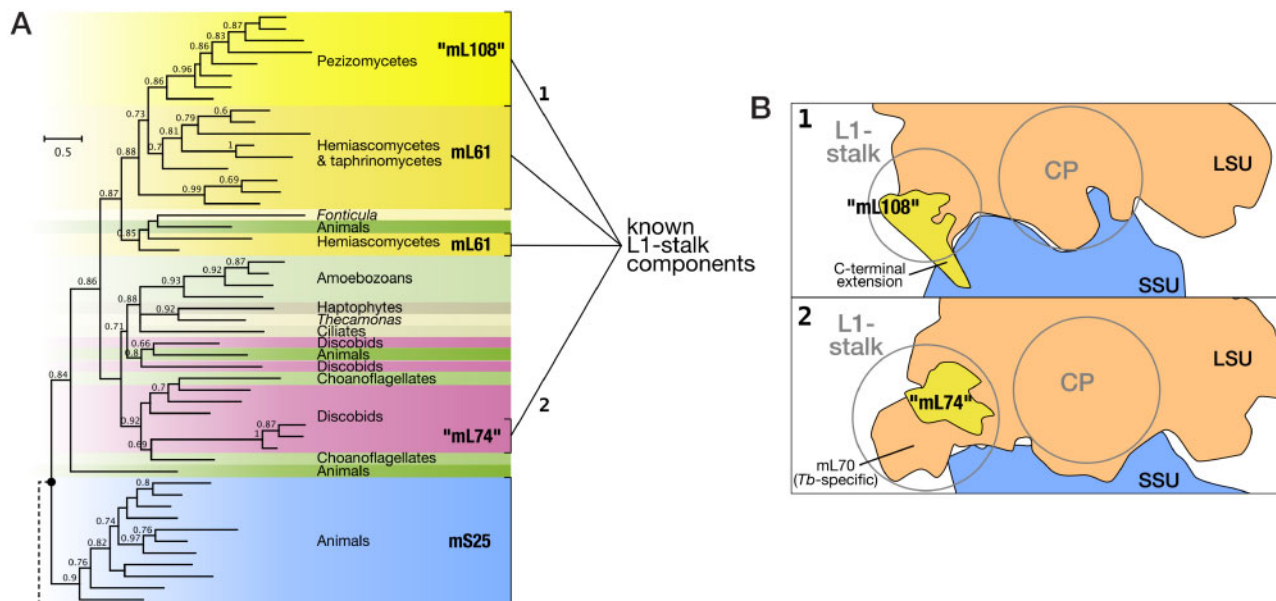 A
0.5
0.87
0.83
0.86
0.96
0.86
Pezizomycetes
"mL108"
0.73
0.6
0.79
0.81
0.7
0.88
Hemiascomycetes
& taphrinomycetes
mL61
0.69
0.99
0.87
Fonticula
Animals
0.85
Hemiascomycetes
mL61
0.86
0.87
0.92
0.93
Amoebozoans
0.88
0.92
Haptophytes
Thecamonas
0.71
Ciliates
0.66
Discobids
Animals
Discobids
0.84
Choanoflagellates
0.7
0.92
Discobids
0.87
1
"mL74"
0.69
Choanoflagellates
Animals
0.8
0.74
0.76
0.97
0.82
Animals
mS25
0.76
0.9
1
1
2
known
L1-stalk
components
B
1
L1-
stalk
CP
LSU
"mL108"
C-terminal
extension
SSU
2
L1-
stalk
CP
LSU
"mL74"
mL70
(Tb-specific)
SSU